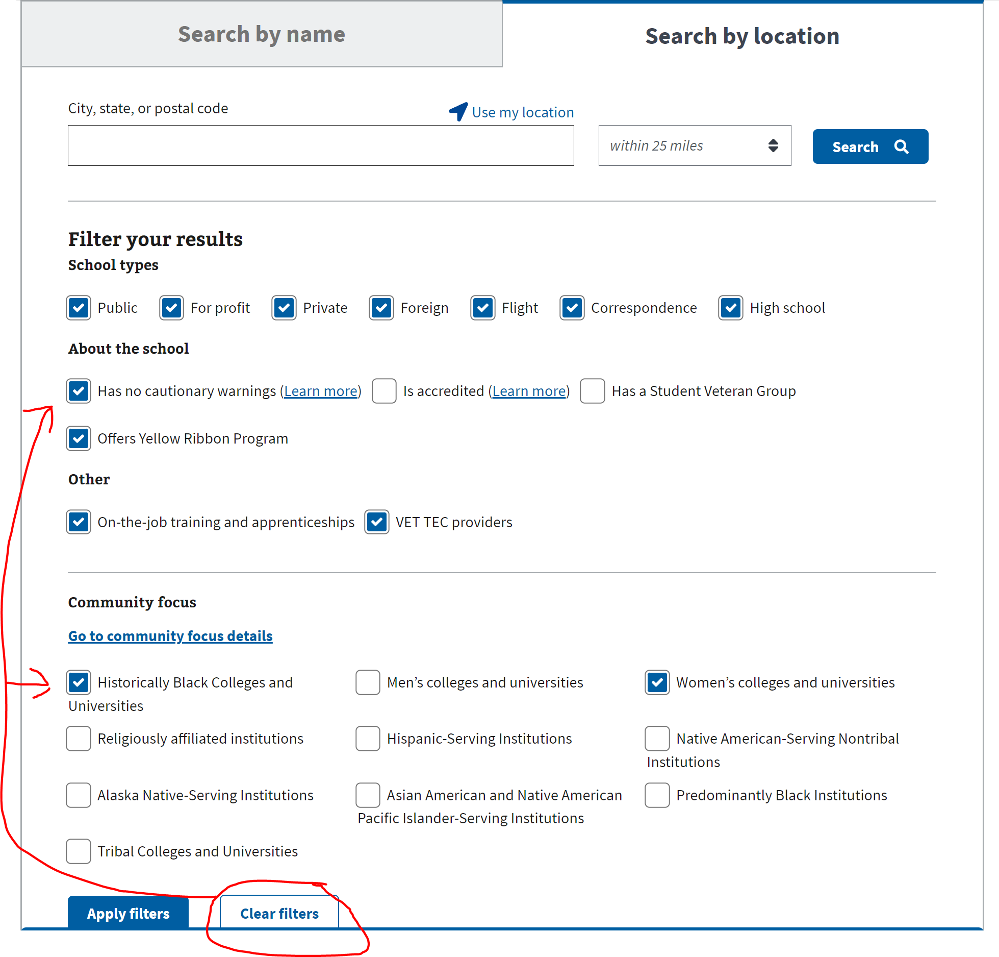 Search by name
Search by location
City, state, or postal code
Use my location
within 25 miles
Search
Filter your results
School types
Public For profit Private Foreign Flight Correspondence High school
About the school
Has no cautionary warnings (Learn more) Is accredited (Learn more) Has a Student Veteran Group
Offers Yellow Ribbon Program
Other
On-the-job training and apprenticeships VET TEC providers
Community focus
Go to community focus details
Historically Black Colleges and
Universities
Men’s colleges and universities
Women’s colleges and universities
Religiously affiliated institutions
Hispanic-Serving Institutions
Native American-Serving Nontribal
Institutions
Alaska Native-Serving Institutions
Asian American and Native American
Pacific Islander-Serving Institutions
Predominantly Black Institutions
Tribal Colleges and Universities
Apply filters
Clear filters